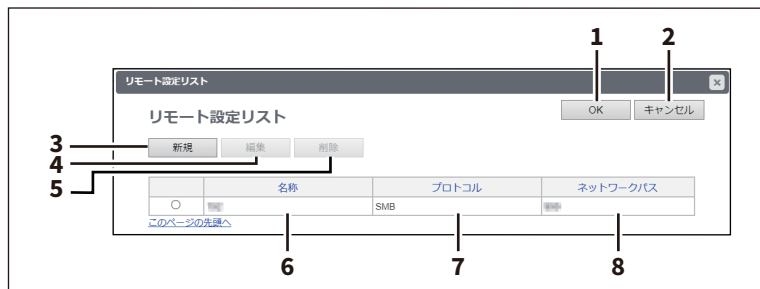 1 2
リモート設定リスト
リモート設定リスト
OK キャンセル
3 新規 編集 削除
4
5
名称 プロトコル ネットワークパス
SMB
このページの先頭へ
6 7 8